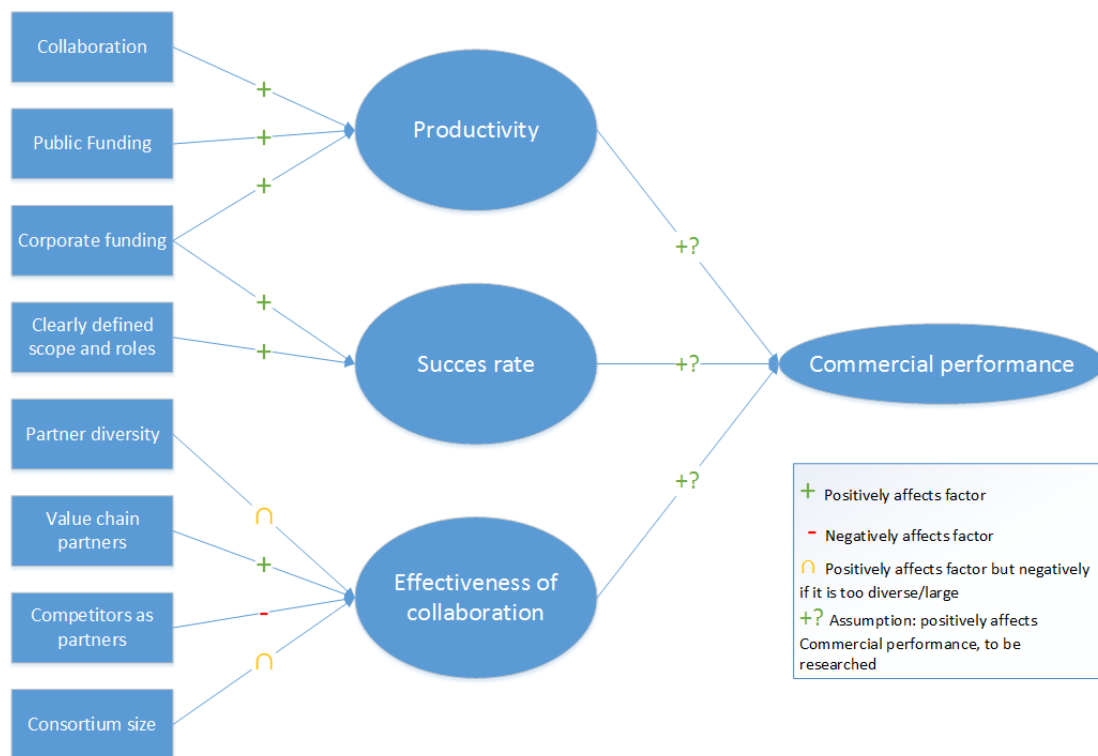 Collaboration
Public Funding
Corporate funding
Clearly defined
scope and roles
Partner diversity
Value chain
partners
Competitors as
partners
Consortium size
+
+
+
+
+
∩
+
-
∩
Productivity
Succes rate
Effectiveness of
collaboration
+?
+?
+?
Commercial performance
+ Positively affects factor
- Negatively affects factor
∩ Positively affects factor but negatively
if it is too diverse/large
+? Assumption: positively affects
Commercial performance, to be
researched